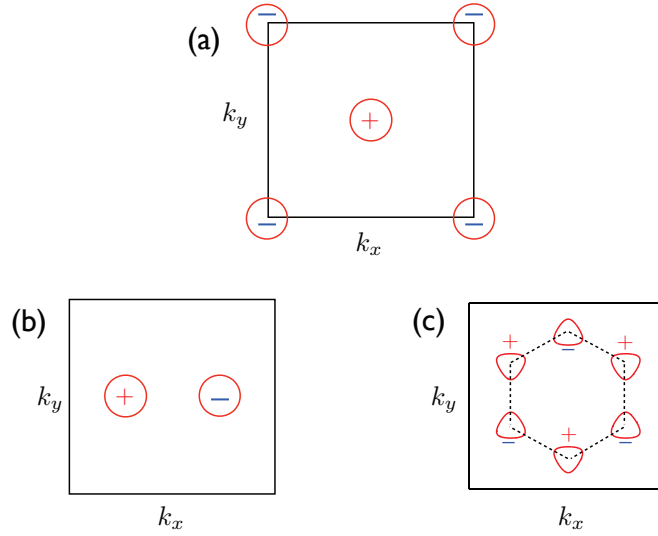 (a)
− −
k_y
+
− −
k_x
(b) (c)
+ +
−
k_y + − k_y
+
− −
k_x k_x